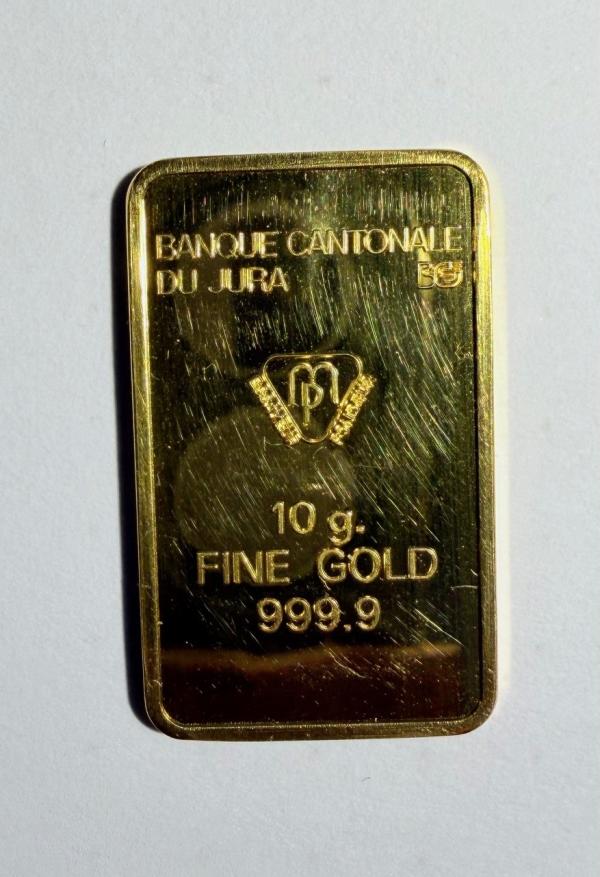 BANQUE CANTONALE
DU JURA
10 g.
FINE GOLD
999.9